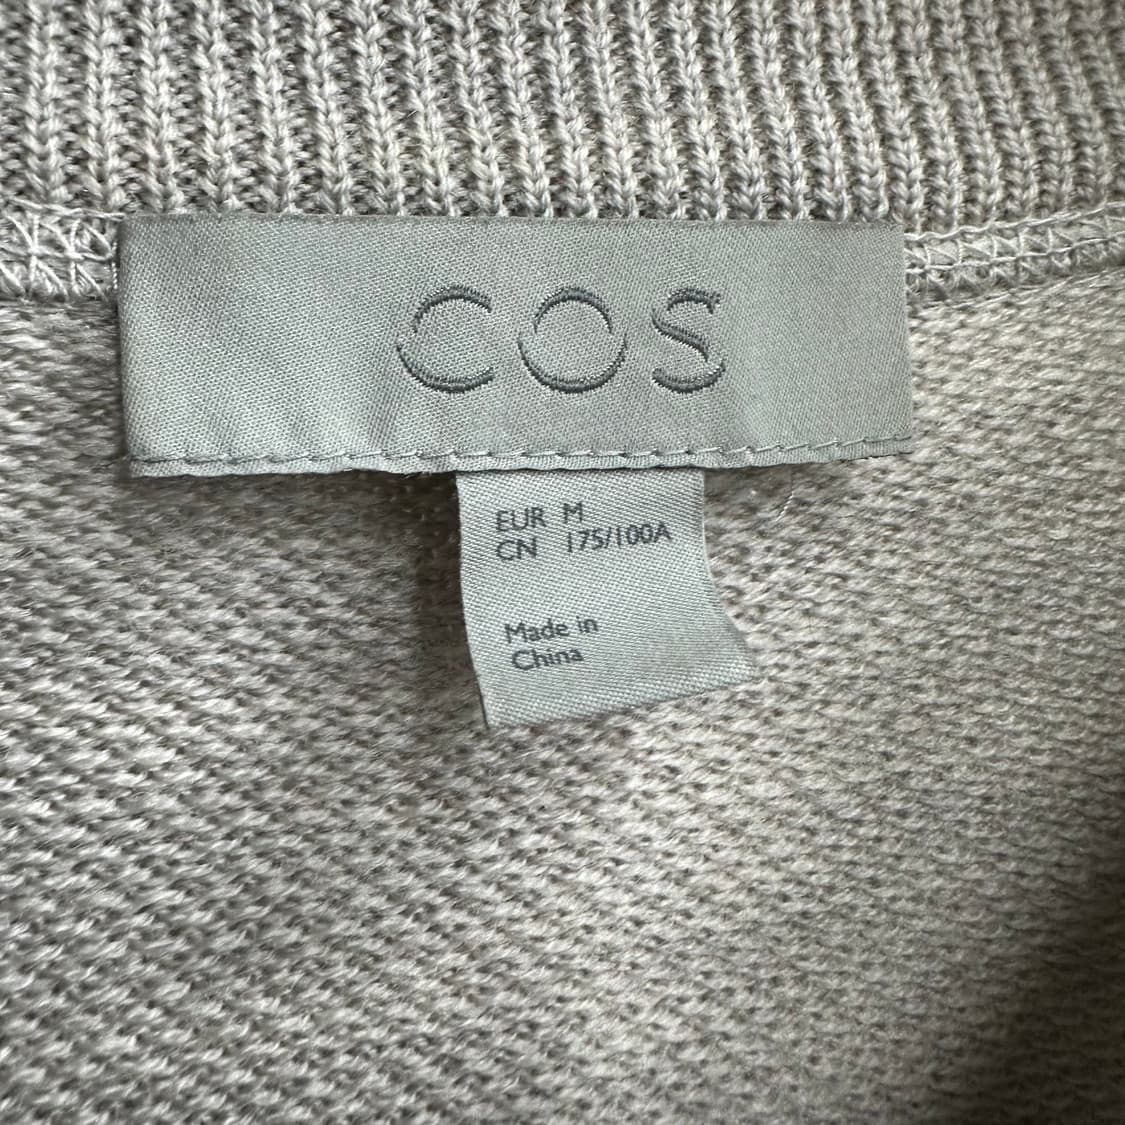 COS
EUR M
CN 175/100A
Made in
China